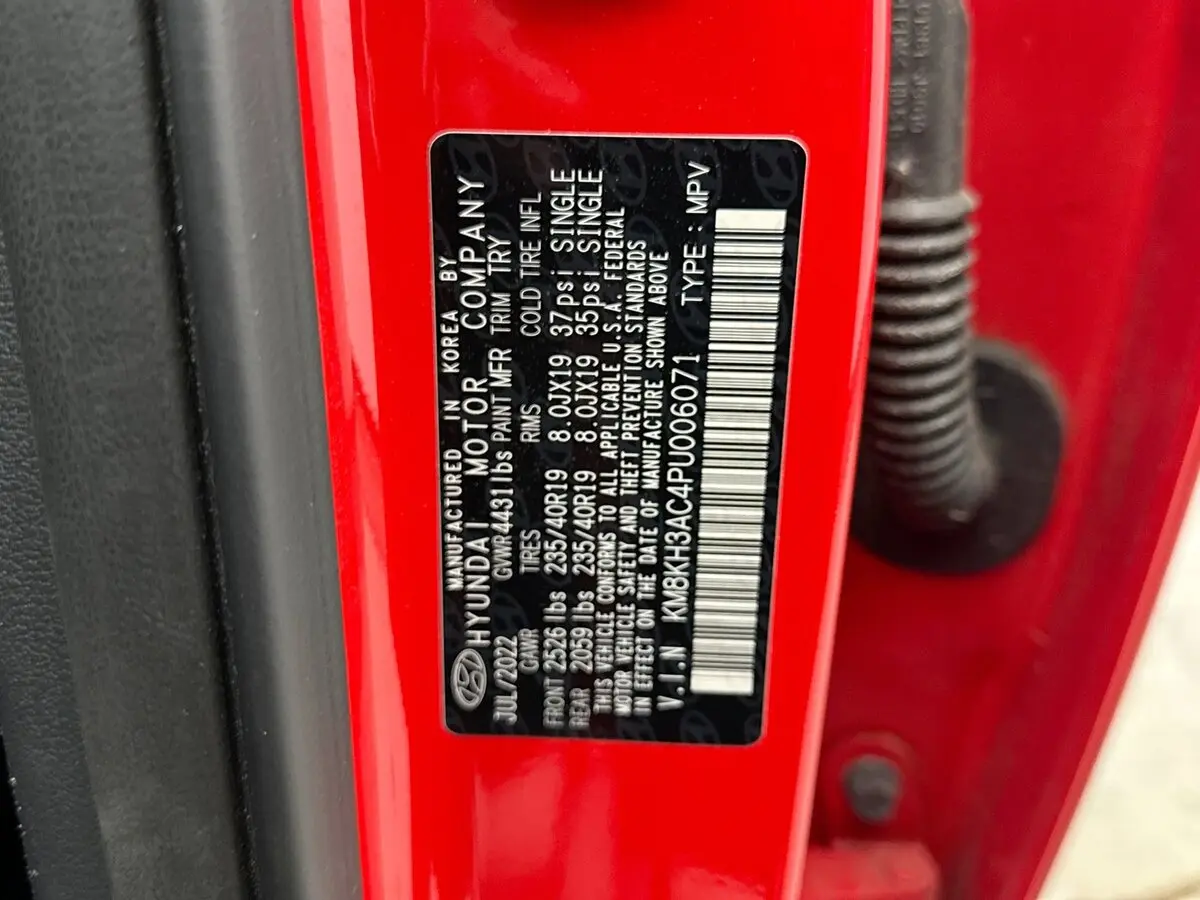 MANUFACTURED IN KOREA BY
HYUNDAI MOTOR COMPANY
JUL/2022 GVWR4431lbs PAINT MFR TRIM TRY
GAWR TIRES RIMS COLD TIRE INFL
FRONT 2526 lbs 235/40R19 8.0JX19 37psi SINGLE
REAR 2059 lbs 235/40R19 8.0JX19 35psi SINGLE
THIS VEHICLE CONFORMS TO ALL APPLICABLE U.S.A. FEDERAL
MOTOR VEHICLE SAFETY AND THEFT PREVENTION STANDARDS
IN EFFECT ON THE DATE OF MANUFACTURE SHOWN ABOVE
V.I.N KM8KH3AC4PU006071 TYPE : MPV